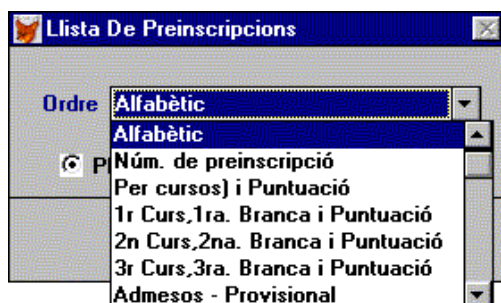 Llista De Preinscripcions
Ordre Alfabètic
Alfabètic
Núm. de preinscripció
Per cursos) i Puntuació
1r Curs,1ra. Branca i Puntuació
2n Curs,2na. Branca i Puntuació
3r Curs,3ra. Branca i Puntuació
Admesos - Provisional